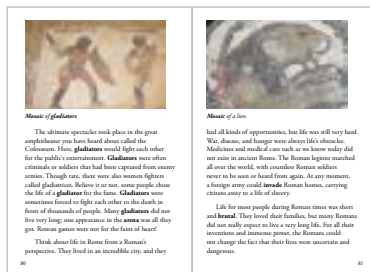 Mosaic of gladiators
The ultimate spectacles took place in the great
amphitheater you have heard about called the
Colosseum. Here, gladiators would fight each other
for the public's entertainment. Gladiators were often
criminals or soldiers that had been captured from enemy
armies. Though rare, there were also women fighters
called gladiatrices. Believe it or not, some people chose
the life of a gladiator for the fame. Gladiators were
sometimes forced to fight each other to the death in
front of thousands of people. Many gladiators did not
live very long; one appearance in the arena was all they
got. Roman games were not for the faint of heart!
Think about life in Rome from a Roman's
perspective. They lived in an incredible city, and they
80
Mosaic of a lion
had all kinds of opportunities, but life was still very hard.
War, disease, and hunger were always life's obstacles.
Medicines and medical care such as we know today did
not exist in ancient Rome. The Roman legions marched
all over the world, with countless Roman soldiers
never to be seen or heard from again. At any moment,
a foreign army could invade Roman homes, carrying
citizens away to a life of slavery.
Life for most people during Roman times was short
and brutal. They loved their families, but many Romans
did not really expect to live a very long life. For all their
inventions and immense power, the Romans could
not change the fact that their lives were uncertain and
dangerous.
81